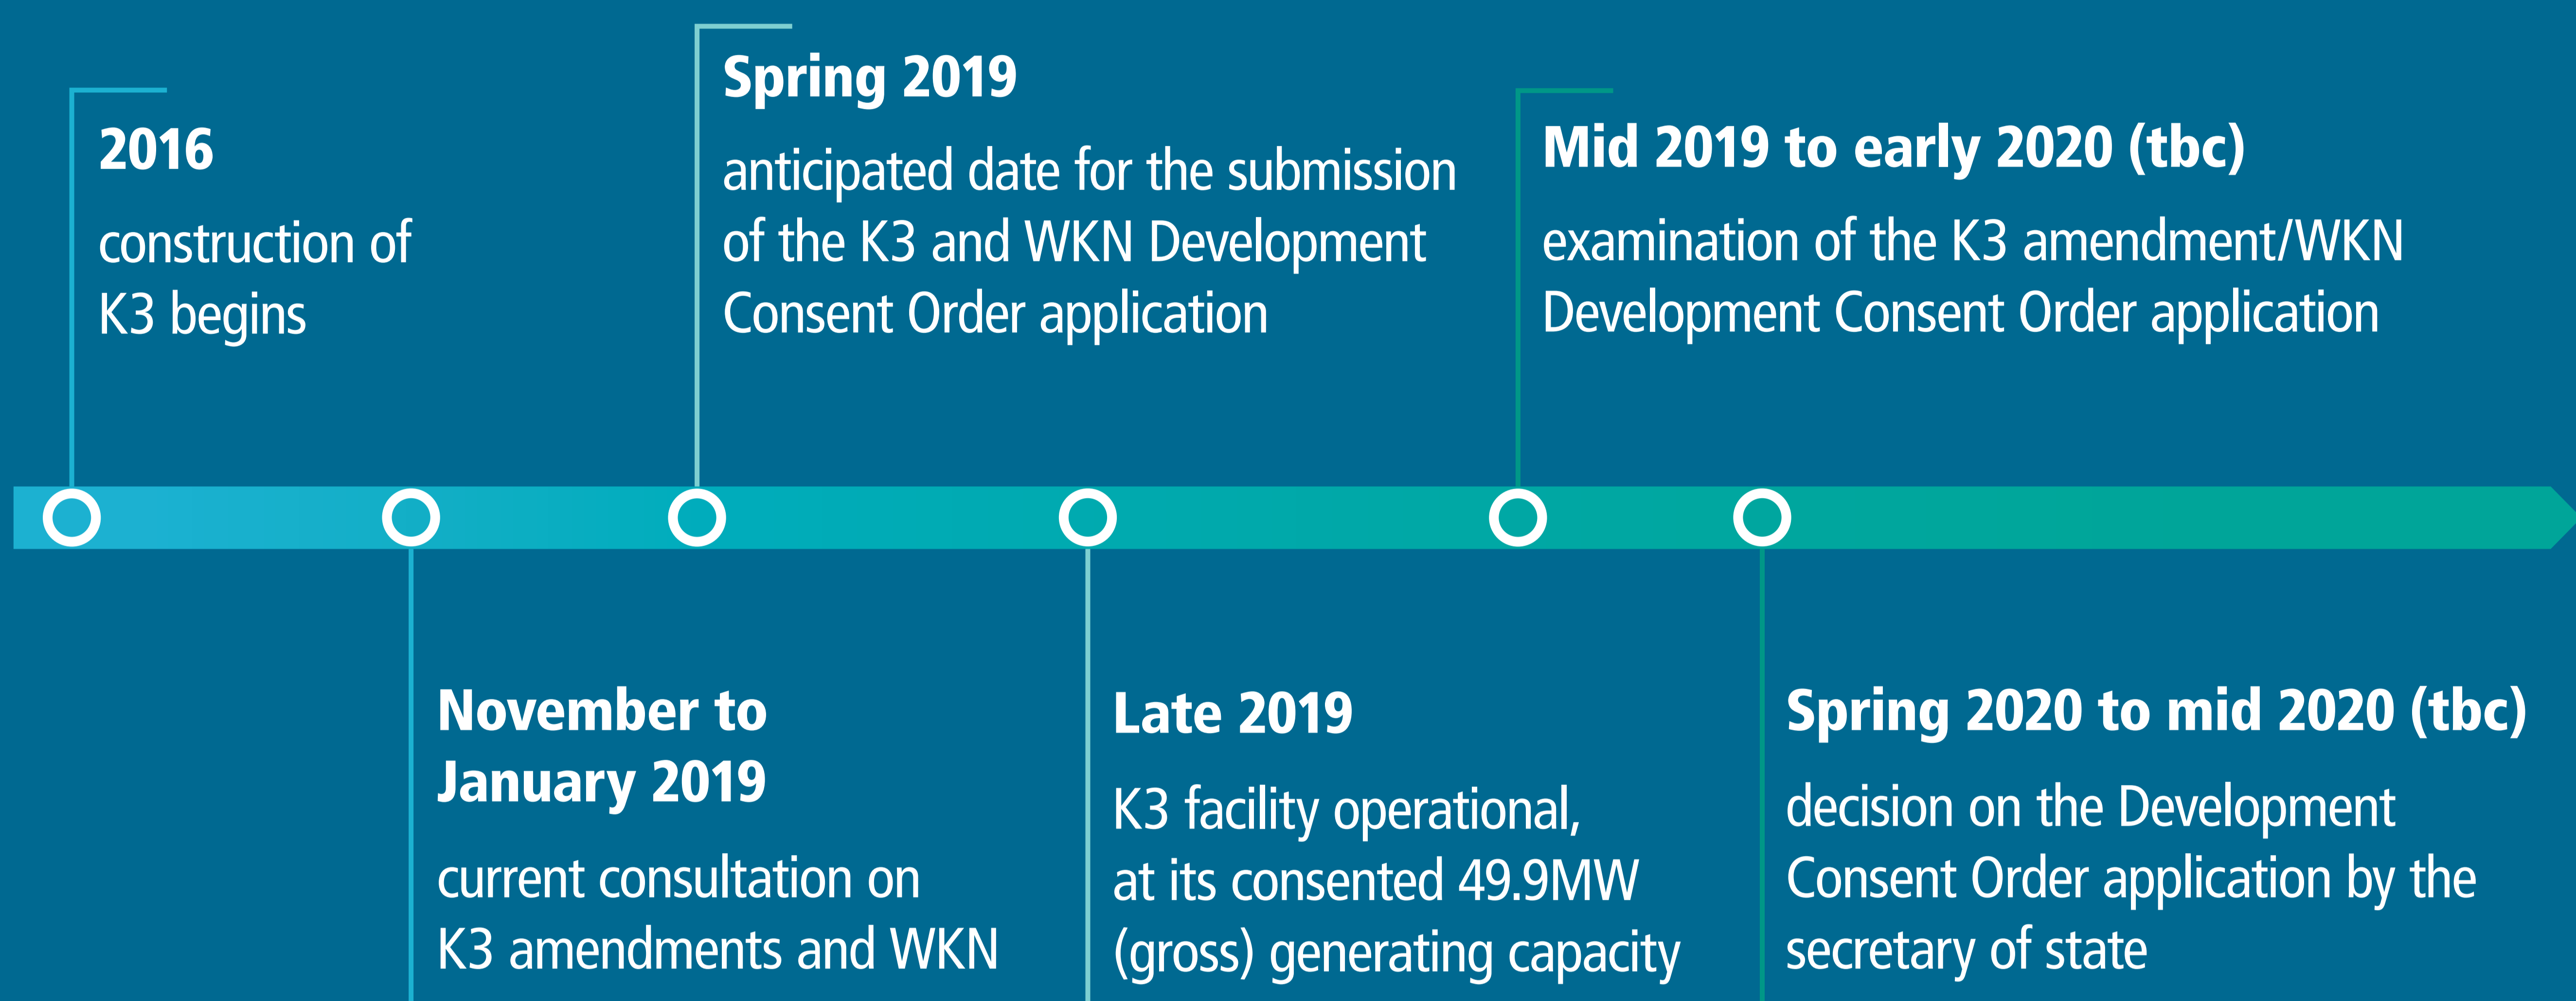 2016
construction of
K3 begins
November to
January 2019
current consultation on
K3 amendments and WKN
Spring 2019
anticipated date for the submission
of the K3 and WKN Development
Consent Order application
Late 2019
K3 facility operational,
at its consented 49.9MW
(gross) generating capacity
Mid 2019 to early 2020 (tbc)
examination of the K3 amendment/WKN
Development Consent Order application
Spring 2020 to mid 2020 (tbc)
decision on the Development
Consent Order application by the
secretary of state